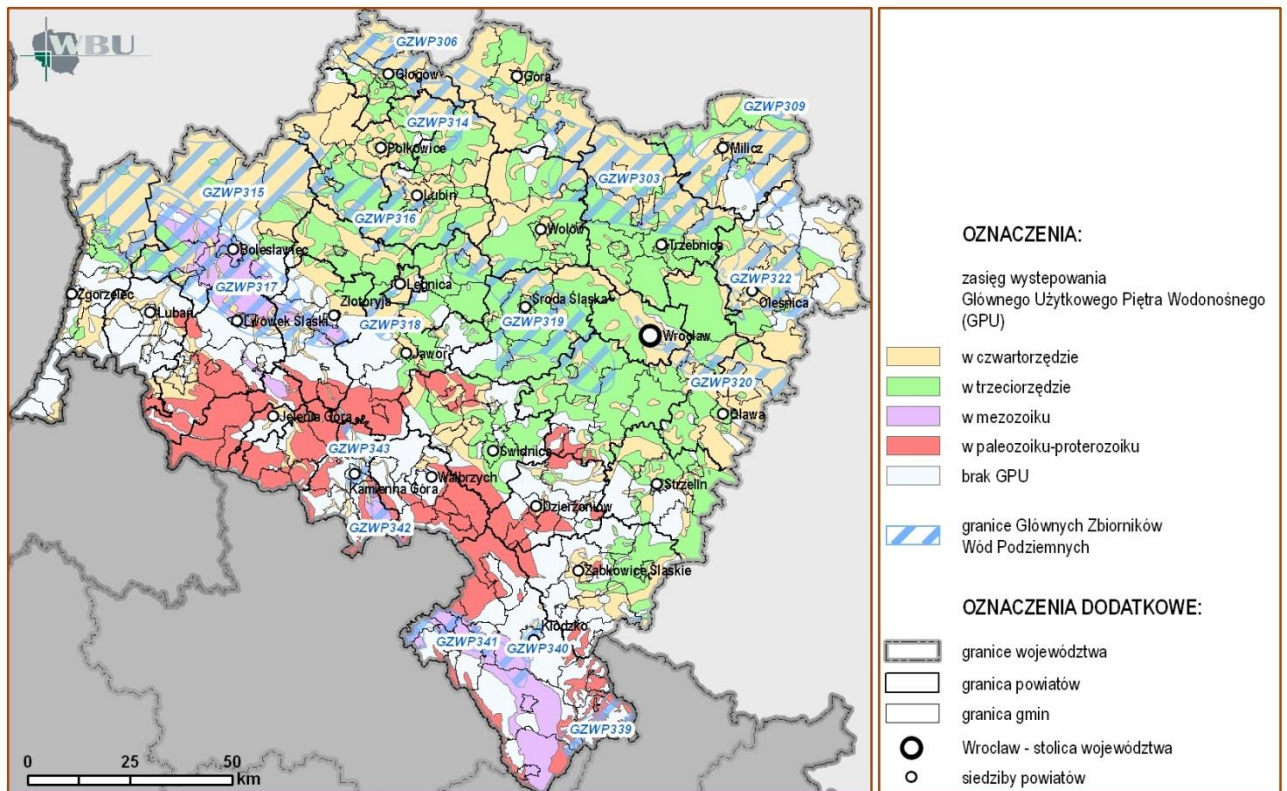 WBU
GZWP306
Głogów
Góra
GZWP309
GZWP314
Polkowice
Milicz
GZWP303
GZWP315
Lubin
GZWP316
Wołów
Trzebnica
Bolesławiec
GZWP322
Legnica
Oleśnica
GZWP317
Zgorzelec
Złotoryja
Środa Śląska
Lubań
Lwówek Śląski
GZWP318
GZWP319
Wrocław
Jawor
GZWP320
Jelenia Góra
Oława
GZWP343
Świdnica
Kamienna Góra
Wałbrzych
Strzelin
Dzierżoniów
GZWP342
Ząbkowice Śląskie
Kłodzko
GZWP341
GZWP340
GZWP339
0 25 50
km
OZNACZENIA:
zasięg wystepowania
Głównego Użytkowego Piętra Wodonośnego
(GPU)
w czwartorzędzie
w trzeciorzędzie
w mezozoiku
w paleozoiku-proterozoiku
brak GPU
granice Głównych Zbiorników
Wód Podziemnych
OZNACZENIA DODATKOWE:
granice województwa
granica powiatów
granica gmin
Wrocław - stolica województwa
siedziby powiatów